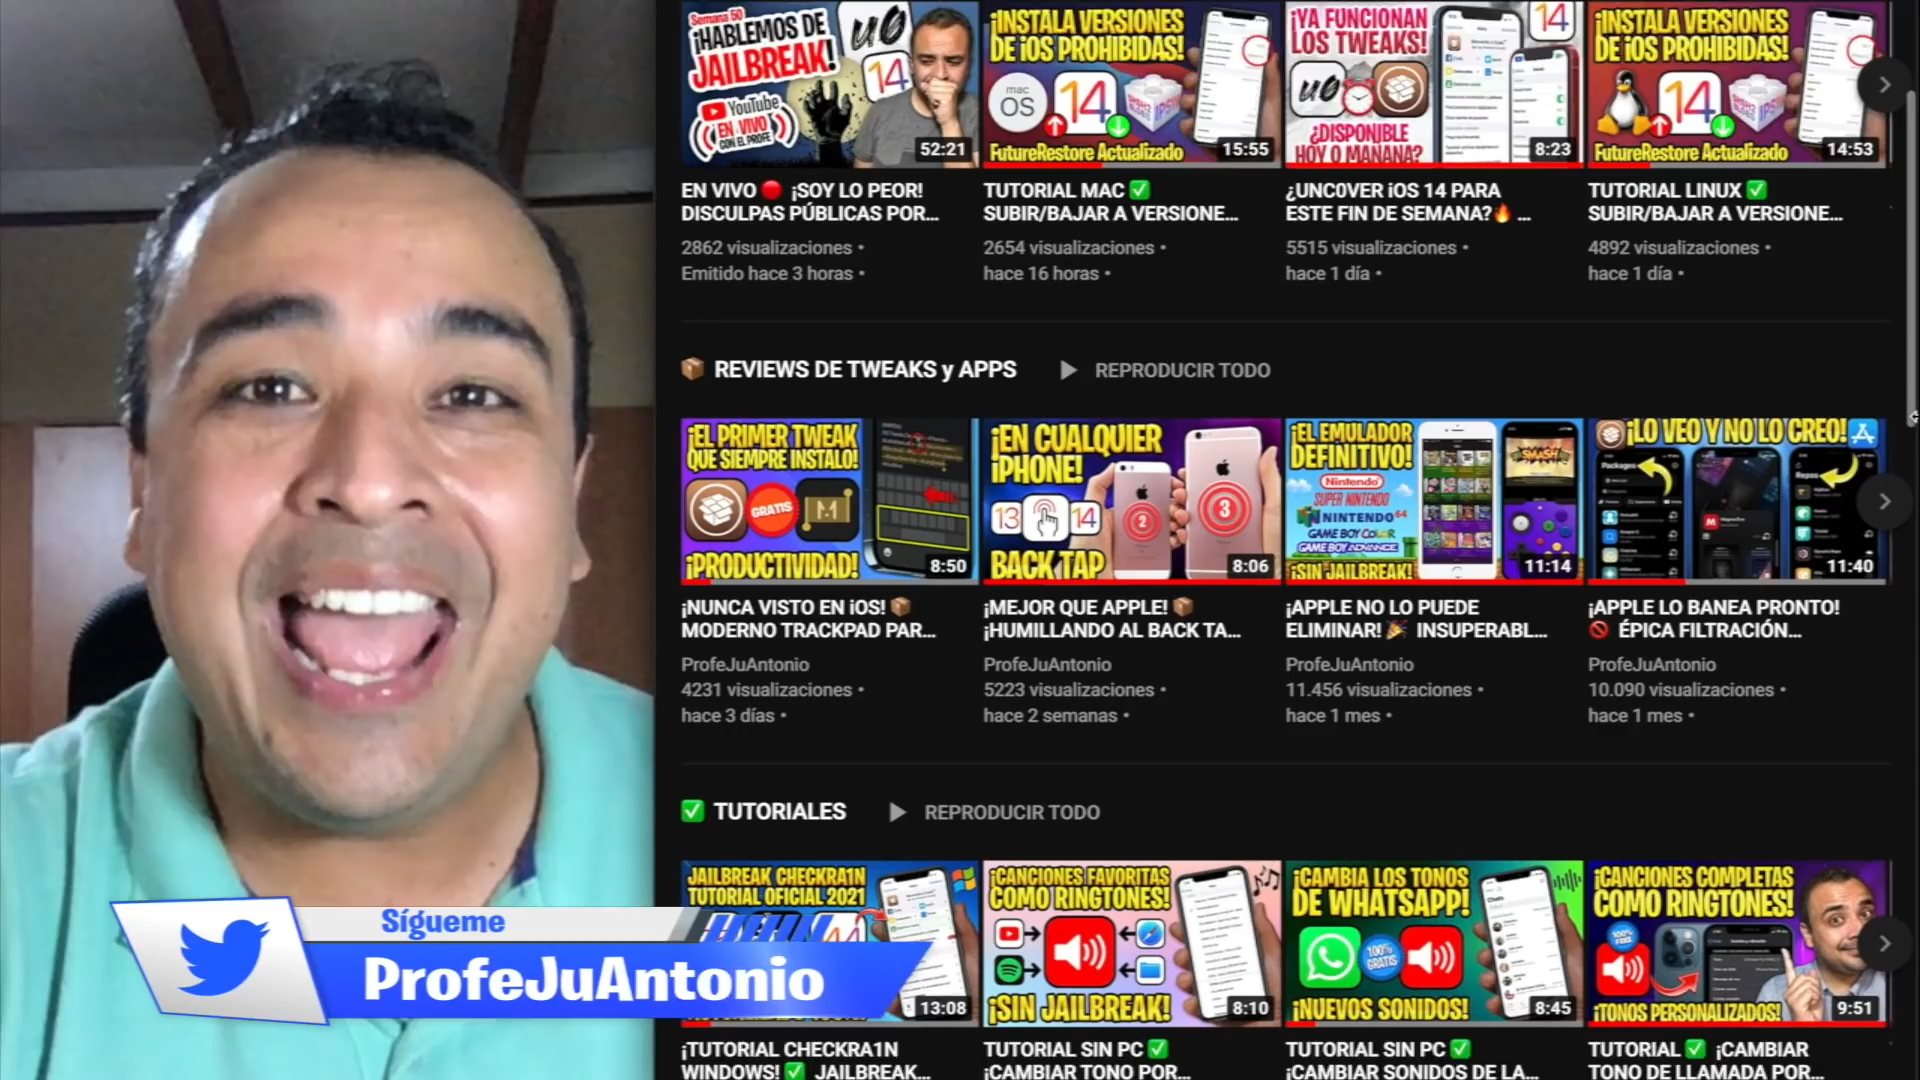 Semana 50
¡HABLEMOS DE
JAILBREAK!
14
YouTube
EN VIVO
CON EL PROFE
52:21
¡INSTALA VERSIONES
DE iOS PROHIBIDAS!
mac
OS
14
FutureRestore Actualizado
15:55
¡YA FUNCIONAN
LOS TWEAKS!
14
¿DISPONIBLE
HOY O MAÑANA?
8:23
¡INSTALA VERSIONES
DE iOS PROHIBIDAS!
14
FutureRestore Actualizado
14:53
EN VIVO 🔴 ¡SOY LO PEOR!
DISCULPAS PÚBLICAS POR...
2862 visualizaciones •
Emitido hace 3 horas •
TUTORIAL MAC ✅
SUBIR/BAJAR A VERSIONE...
2654 visualizaciones •
hace 16 horas •
¿UNC0VER iOS 14 PARA
ESTE FIN DE SEMANA?🔥 ...
5515 visualizaciones •
hace 1 día •
TUTORIAL LINUX ✅
SUBIR/BAJAR A VERSIONE...
4892 visualizaciones •
hace 1 día •
📦 REVIEWS DE TWEAKS y APPS ▶ REPRODUCIR TODO
¡EL PRIMER TWEAK
QUE SIEMPRE INSTALO!
GRATIS
M
¡PRODUCTIVIDAD!
8:50
¡EN CUALQUIER
iPHONE!
13
14
2
3
BACK TAP
8:06
¡EL EMULADOR
DEFINITIVO!
Nintendo
SUPER NINTENDO
NINTENDO 64
GAME BOY COLOR
GAME BOY ADVANCE
¡SIN JAILBREAK!
SMASH
11:14
¡LO VEO Y NO LO CREO!
Packages
Repos
11:40
¡NUNCA VISTO EN iOS! 📦
MODERNO TRACKPAD PAR...
ProfeJuAntonio
4231 visualizaciones •
hace 3 días •
¡MEJOR QUE APPLE! 📦
¡HUMILLANDO AL BACK TA...
ProfeJuAntonio
5223 visualizaciones •
hace 2 semanas •
¡APPLE NO LO PUEDE
ELIMINAR! 🎉 INSUPERABL...
ProfeJuAntonio
11.456 visualizaciones •
hace 1 mes •
¡APPLE LO BANEA PRONTO!
🚫 ÉPICA FILTRACIÓN...
ProfeJuAntonio
10.090 visualizaciones •
hace 1 mes •
✅ TUTORIALES ▶ REPRODUCIR TODO
JAILBREAK CHECKRA1N
TUTORIAL OFICIAL 2021
13:08
¡CANCIONES FAVORITAS
COMO RINGTONES!
¡SIN JAILBREAK!
8:10
¡CAMBIA LOS TONOS
DE WHATSAPP!
100%
GRATIS
Chats
¡NUEVOS SONIDOS!
8:45
¡CANCIONES COMPLETAS
COMO RINGTONES!
100%
FREE
¡TONOS PERSONALIZADOS!
9:51
Sígueme
ProfeJuAntonio
¡TUTORIAL CHECKRA1N
WINDOWS! ✅ JAILBREAK...
TUTORIAL SIN PC ✅
¡CAMBIAR TONO POR...
TUTORIAL SIN PC ✅
¡CAMBIAR SONIDOS DE LA...
TUTORIAL ✅ ¡CAMBIAR
TONO DE LLAMADA POR...